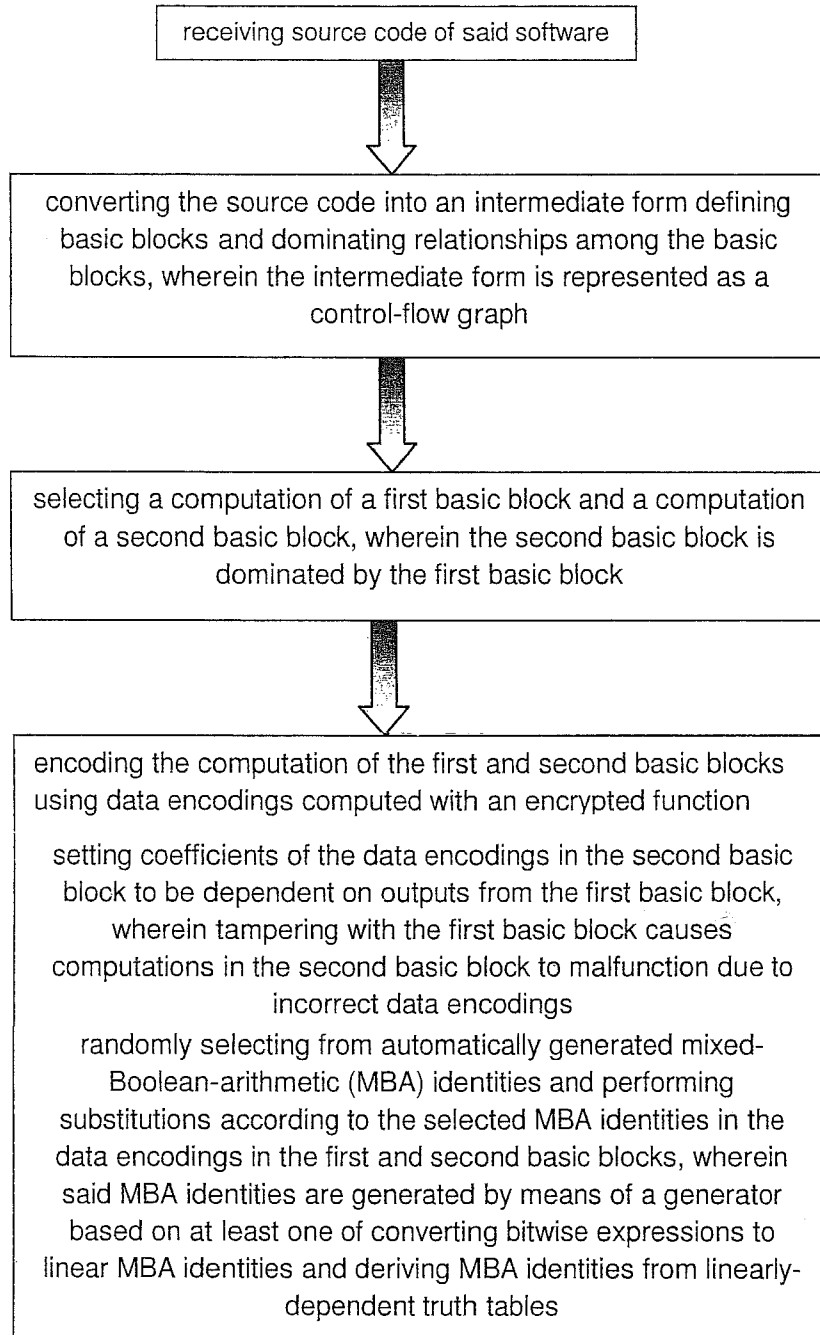 receiving source code of said software
converting the source code into an intermediate form defining
basic blocks and dominating relationships among the basic
blocks, wherein the intermediate form is represented as a
control-flow graph
selecting a computation of a first basic block and a computation
of a second basic block, wherein the second basic block is
dominated by the first basic block
encoding the computation of the first and second basic blocks
using data encodings computed with an encrypted function
setting coefficients of the data encodings in the second basic
block to be dependent on outputs from the first basic block,
wherein tampering with the first basic block causes
computations in the second basic block to malfunction due to
incorrect data encodings
randomly selecting from automatically generated mixed-
Boolean-arithmetic (MBA) identities and performing
substitutions according to the selected MBA identities in the
data encodings in the first and second basic blocks, wherein
said MBA identities are generated by means of a generator
based on at least one of converting bitwise expressions to
linear MBA identities and deriving MBA identities from linearly-
dependent truth tables